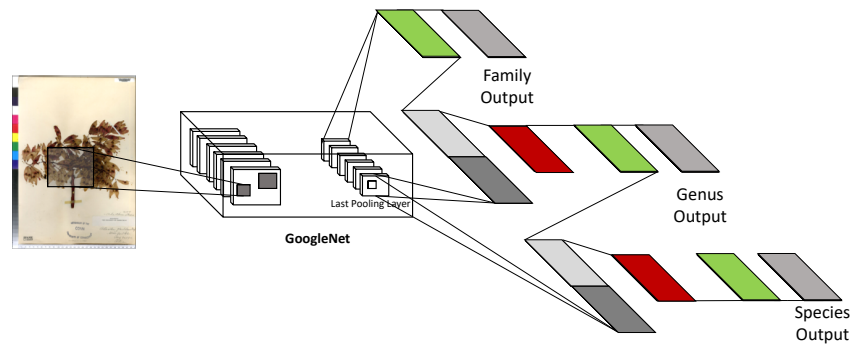 Family
Output
Last Pooling Layer
Genus
Output
GoogleNet
Species
Output